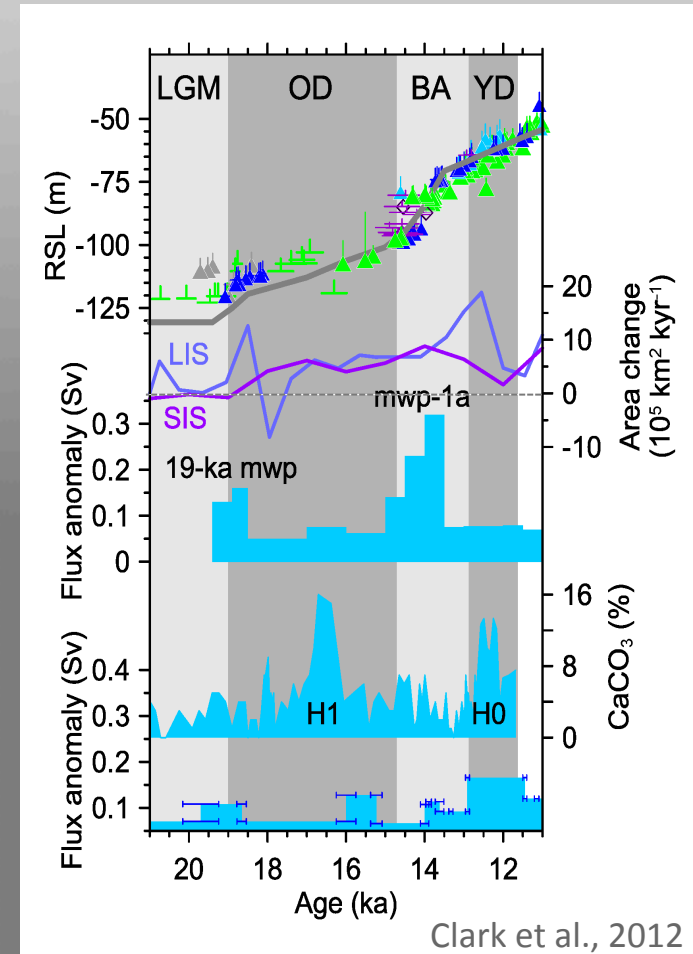 LGM OD BA YD
RSL (m)
-50
-75
-100
-125
LIS
SIS
20
10
0
-10
Area change
(10⁵ km² kyr⁻¹)
mwp-1a
19-ka mwp
Flux anomaly (Sv)
0.3
0.2
0.1
0
16
8
0
CaCO₃ (%)
H1 H0
Flux anomaly (Sv)
0.4
0.3
0.2
0.1
20 18 16 14 12
Age (ka)
Clark et al., 2012